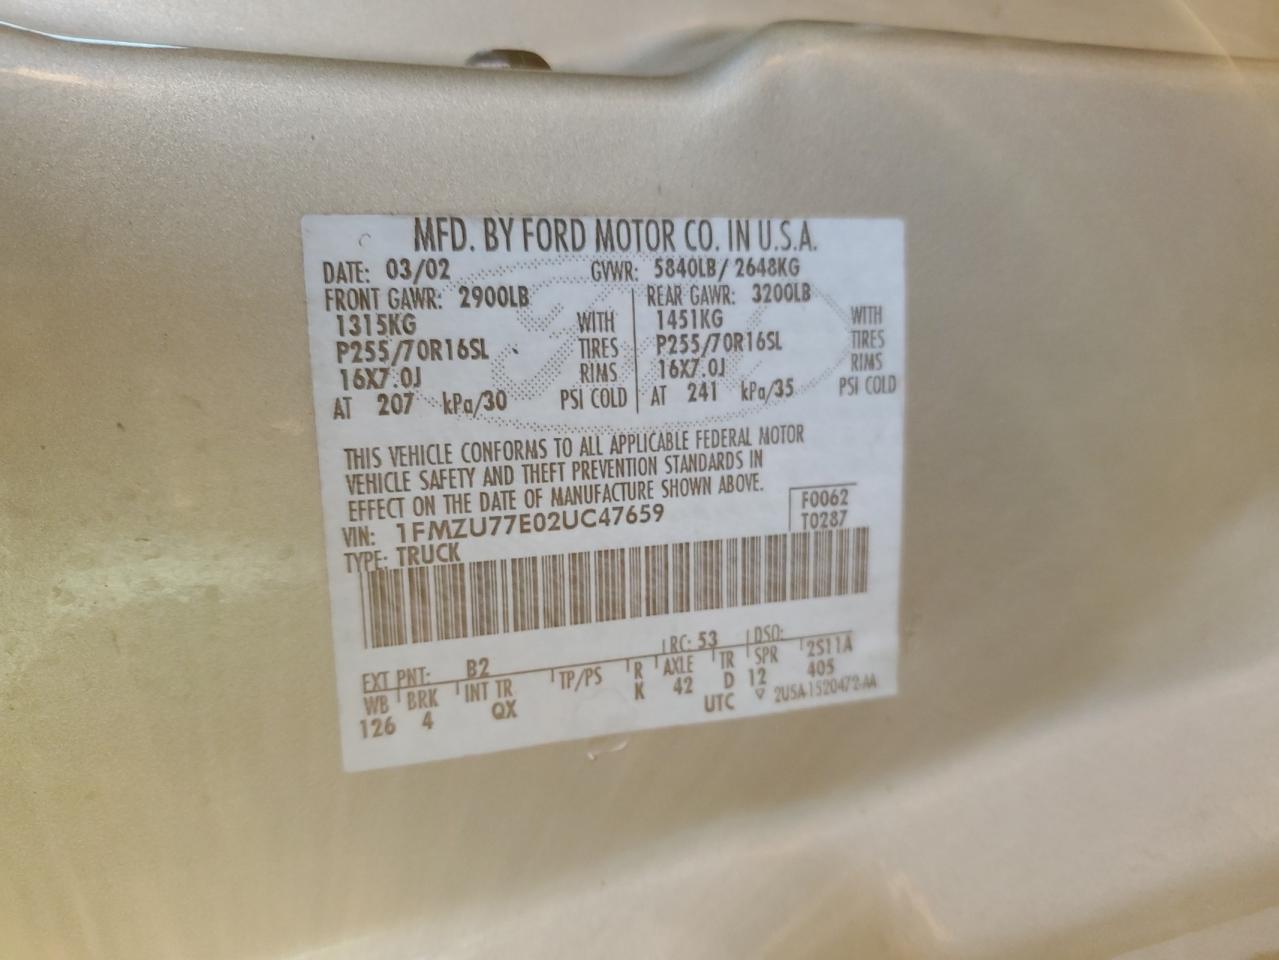 MFD. BY FORD MOTOR CO. IN U.S.A.
DATE: 03/02 GVWR: 5840LB/ 2648KG
FRONT GAWR: 2900LB REAR GAWR: 3200LB
1315KG WITH 1451KG WITH
P255/70R16SL TIRES P255/70R16SL TIRES
16X7.0J RIMS 16X7.0J RIMS
AT 207 kPa/30 PSI COLD AT 241 kPa/35 PSI COLD
THIS VEHICLE CONFORMS TO ALL APPLICABLE FEDERAL MOTOR
VEHICLE SAFETY AND THEFT PREVENTION STANDARDS IN
EFFECT ON THE DATE OF MANUFACTURE SHOWN ABOVE.
VIN: 1FMZU77E02UC47659 F0062
TYPE: TRUCK T0287
EXT PNT: B2 RC: 53 DSO:
WB BRK INT TR TP/PS R AXLE TR SPR 2S11A
126 4 QX K 42 D 12 405
UTC 2USA-1520472-AA